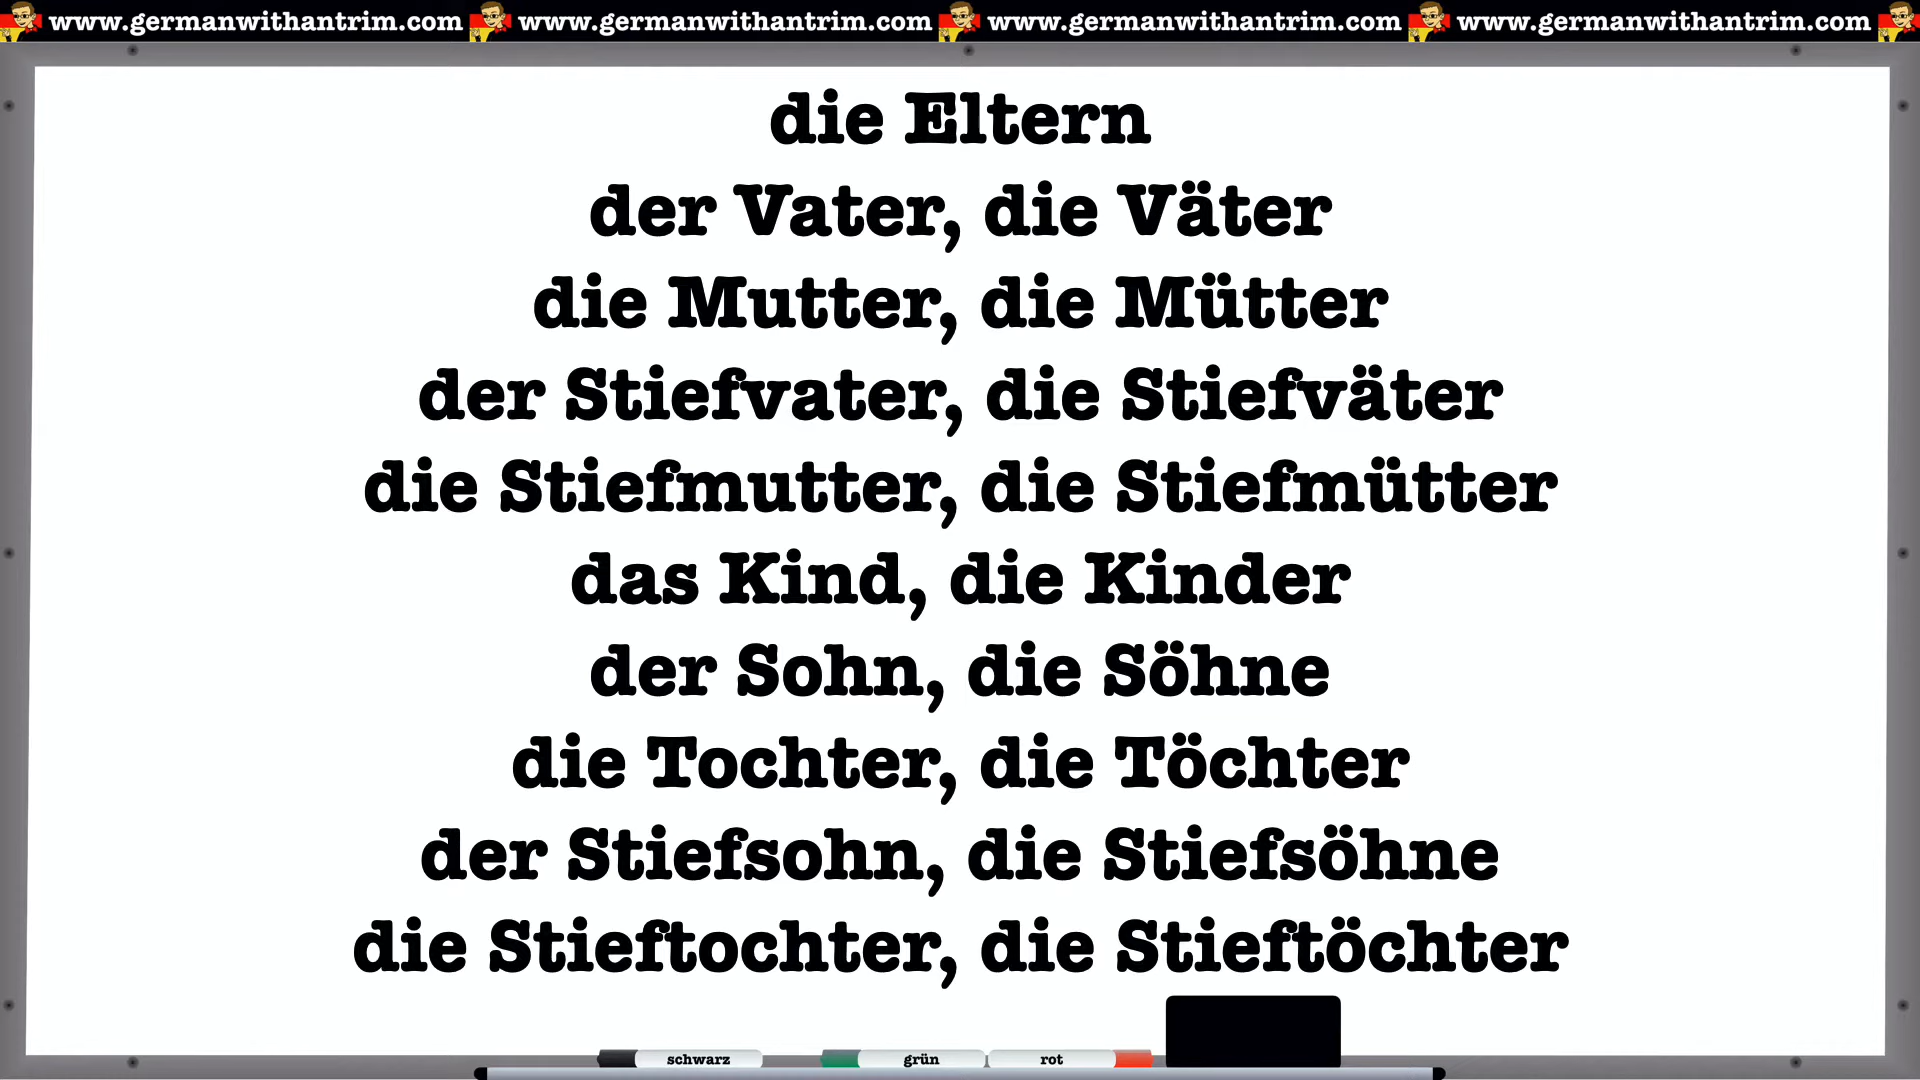 www.germanwithantrim.com www.germanwithantrim.com www.germanwithantrim.com www.germanwithantrim.com
die Eltern
der Vater, die Väter
die Mutter, die Mütter
der Stiefvater, die Stiefväter
die Stiefmutter, die Stiefmütter
das Kind, die Kinder
der Sohn, die Söhne
die Tochter, die Töchter
der Stiefsohn, die Stiefsöhne
die Stieftochter, die Stieftöchter
schwarz grün rot